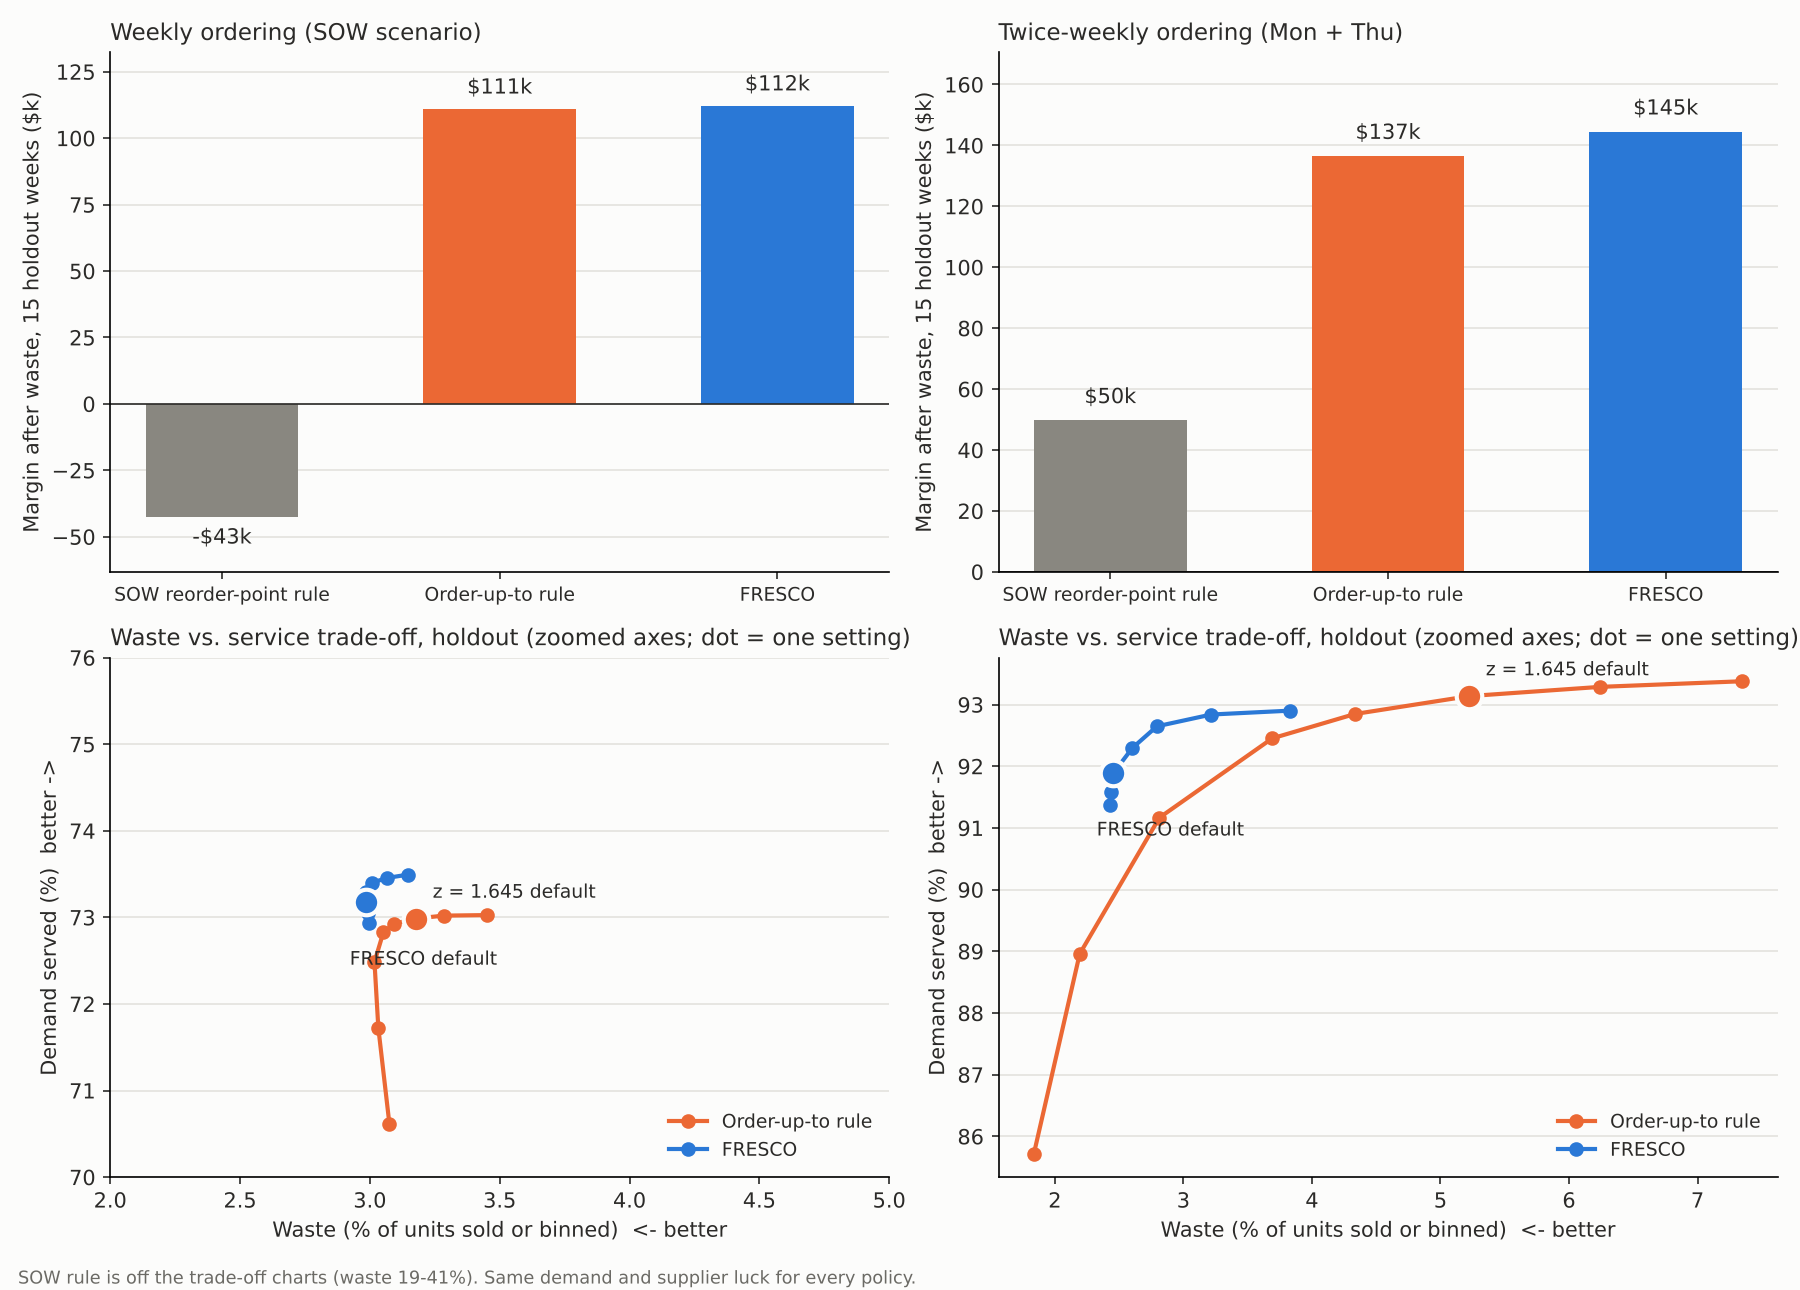 Weekly ordering (SOW scenario)
Margin after waste, 15 holdout weeks ($k)
125
100
75
50
25
0
−25
−50
-$43k
$111k
$112k
SOW reorder-point rule
Order-up-to rule
FRESCO
Twice-weekly ordering (Mon + Thu)
Margin after waste, 15 holdout weeks ($k)
160
140
120
100
80
60
40
20
0
$50k
$137k
$145k
SOW reorder-point rule
Order-up-to rule
FRESCO
Waste vs. service trade-off, holdout (zoomed axes; dot = one setting)
Demand served (%)  better ->
76
75
74
73
72
71
70
z = 1.645 default
FRESCO default
Order-up-to rule
FRESCO
2.0
2.5
3.0
3.5
4.0
4.5
5.0
Waste (% of units sold or binned)  <- better
Waste vs. service trade-off, holdout (zoomed axes; dot = one setting)
Demand served (%)  better ->
93
92
91
90
89
88
87
86
z = 1.645 default
FRESCO default
Order-up-to rule
FRESCO
2
3
4
5
6
7
Waste (% of units sold or binned)  <- better
SOW rule is off the trade-off charts (waste 19-41%). Same demand and supplier luck for every policy.